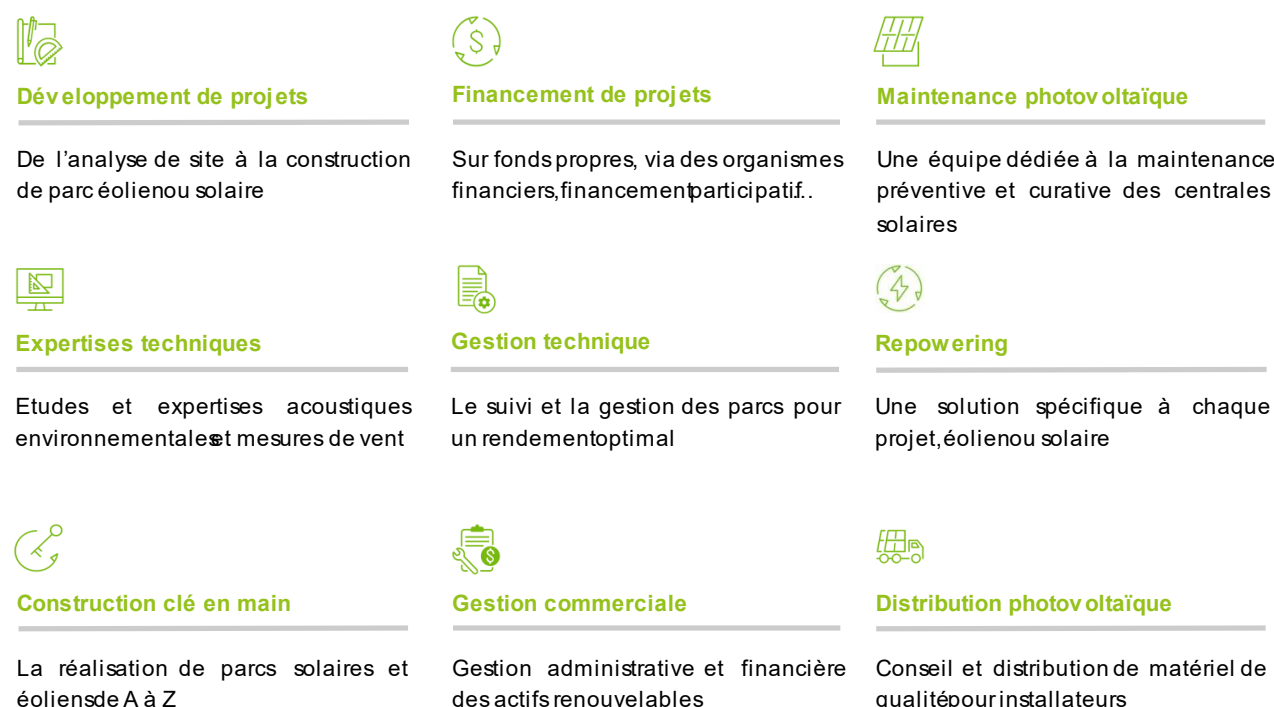 Développement de projets
De l’analyse de site à la construction
de parc éolien ou solaire
Financement de projets
Sur fonds propres, via des organismes
financiers, financement participatif...
Maintenance photovoltaïque
Une équipe dédiée à la maintenance
préventive et curative des centrales
solaires
Expertises techniques
Etudes et expertises acoustiques
environnementales et mesures de vent
Gestion technique
Le suivi et la gestion des parcs pour
un rendement optimal
Repowering
Une solution spécifique à chaque
projet, éolien ou solaire
Construction clé en main
La réalisation de parcs solaires et
éoliens de A à Z
Gestion commerciale
Gestion administrative et financière
des actifs renouvelables
Distribution photovoltaïque
Conseil et distribution de matériel de
qualité pour installateurs